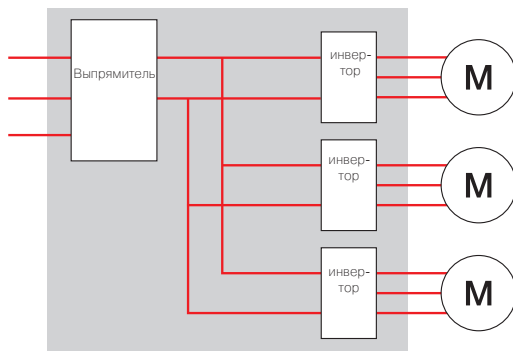 Выпрямитель
инвер-
тор
М
инвер-
тор
М
инвер-
тор
М